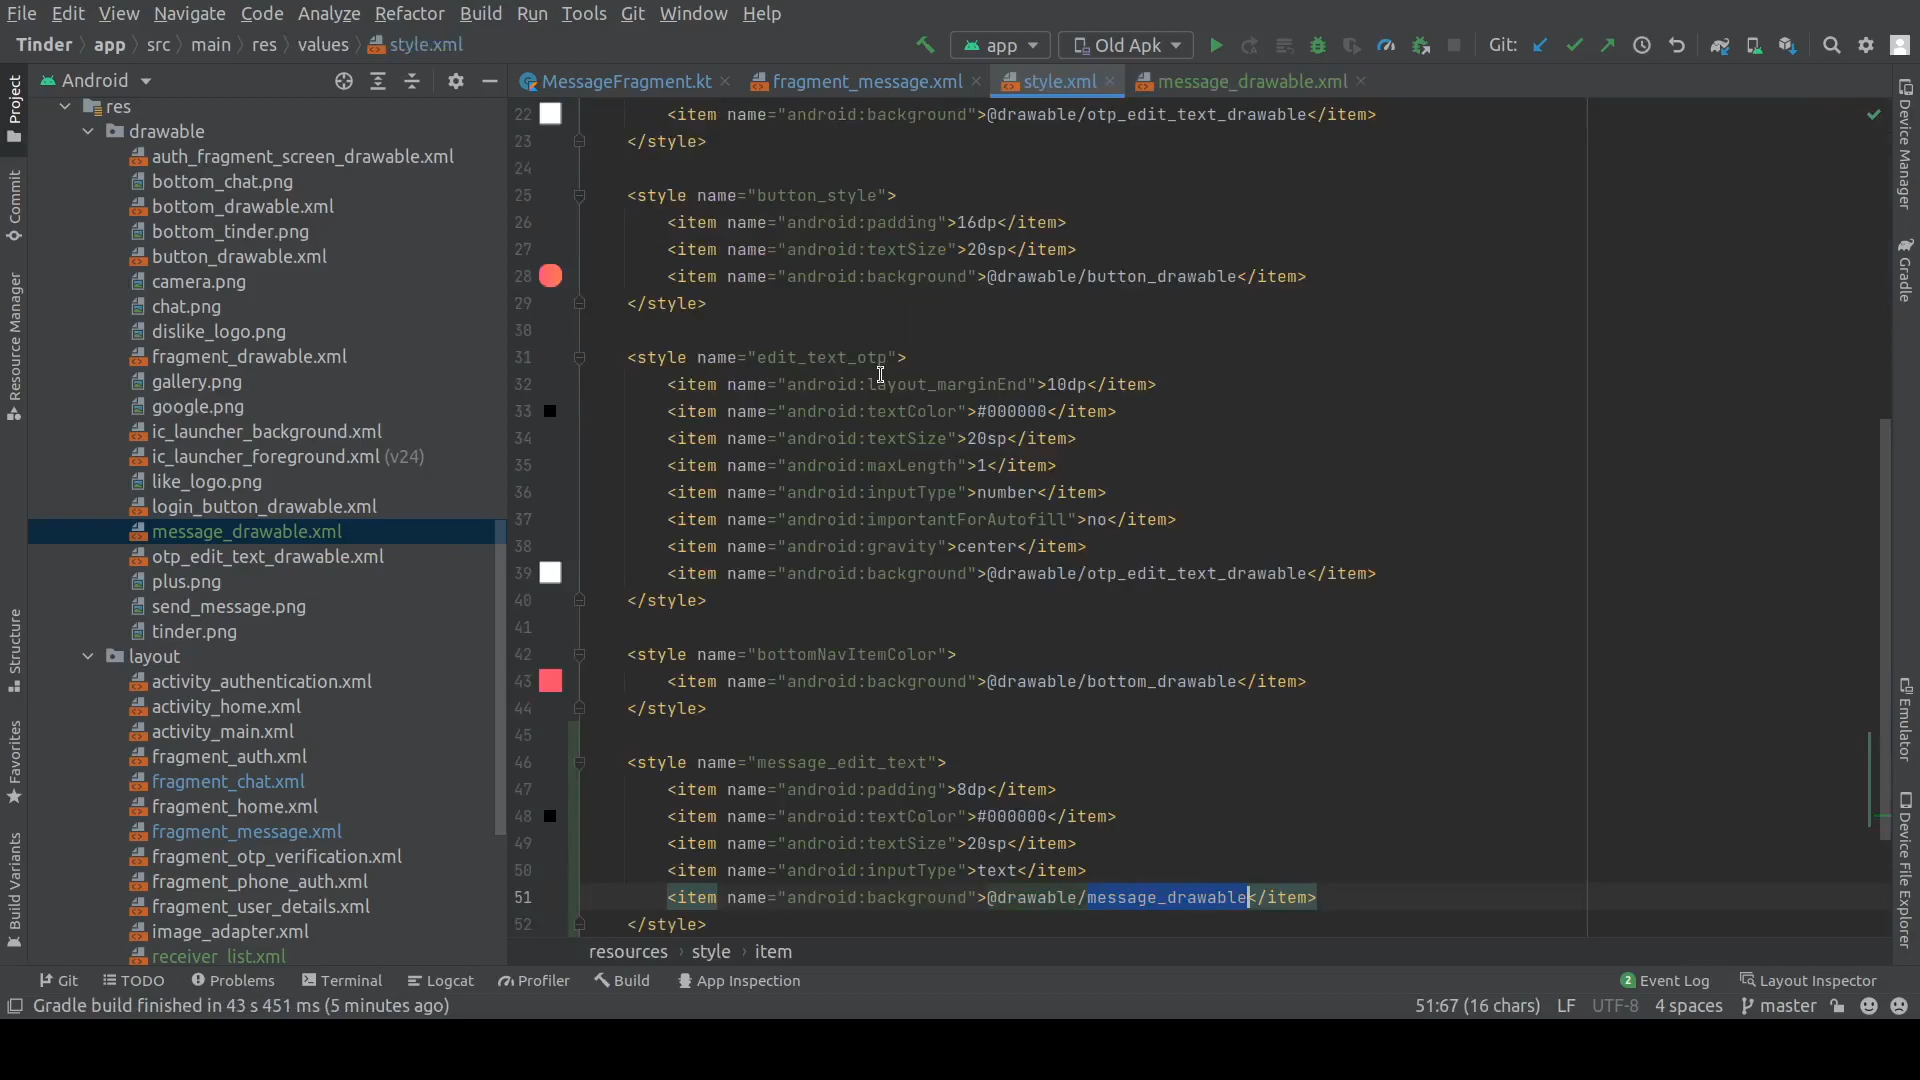 File Edit View Navigate Code Analyze Refactor Build Run Tools Git Window Help
Tinder app src main res values style.xml app Old Apk Git:
Android
MessageFragment.kt fragment_message.xml style.xml message_drawable.xml
Project
Commit
Resource Manager
Structure
Favorites
Build Variants
res
drawable
auth_fragment_screen_drawable.xml
bottom_chat.png
bottom_drawable.xml
bottom_tinder.png
button_drawable.xml
camera.png
chat.png
dislike_logo.png
fragment_drawable.xml
gallery.png
google.png
ic_launcher_background.xml
ic_launcher_foreground.xml (v24)
like_logo.png
login_button_drawable.xml
message_drawable.xml
otp_edit_text_drawable.xml
plus.png
send_message.png
tinder.png
layout
activity_authentication.xml
activity_home.xml
activity_main.xml
fragment_auth.xml
fragment_chat.xml
fragment_home.xml
fragment_message.xml
fragment_otp_verification.xml
fragment_phone_auth.xml
fragment_user_details.xml
image_adapter.xml
receiver_list.xml
22 <item name="android:background">@drawable/otp_edit_text_drawable</item>
23 </style>
24
25 <style name="button_style">
26 <item name="android:padding">16dp</item>
27 <item name="android:textSize">20sp</item>
28 <item name="android:background">@drawable/button_drawable</item>
29 </style>
30
31 <style name="edit_text_otp">
32 <item name="android:layout_marginEnd">10dp</item>
33 <item name="android:textColor">#000000</item>
34 <item name="android:textSize">20sp</item>
35 <item name="android:maxLength">1</item>
36 <item name="android:inputType">number</item>
37 <item name="android:importantForAutofill">no</item>
38 <item name="android:gravity">center</item>
39 <item name="android:background">@drawable/otp_edit_text_drawable</item>
40 </style>
41
42 <style name="bottomNavItemColor">
43 <item name="android:background">@drawable/bottom_drawable</item>
44 </style>
45
46 <style name="message_edit_text">
47 <item name="android:padding">8dp</item>
48 <item name="android:textColor">#000000</item>
49 <item name="android:textSize">20sp</item>
50 <item name="android:inputType">text</item>
51 <item name="android:background">@drawable/message_drawable</item>
52 </style>
resources style item
Device Manager
Gradle
Emulator
Device File Explorer
Git TODO Problems Terminal Logcat Profiler Build App Inspection 2 Event Log Layout Inspector
Gradle build finished in 43 s 451 ms (5 minutes ago) 51:67 (16 chars) LF UTF-8 4 spaces master